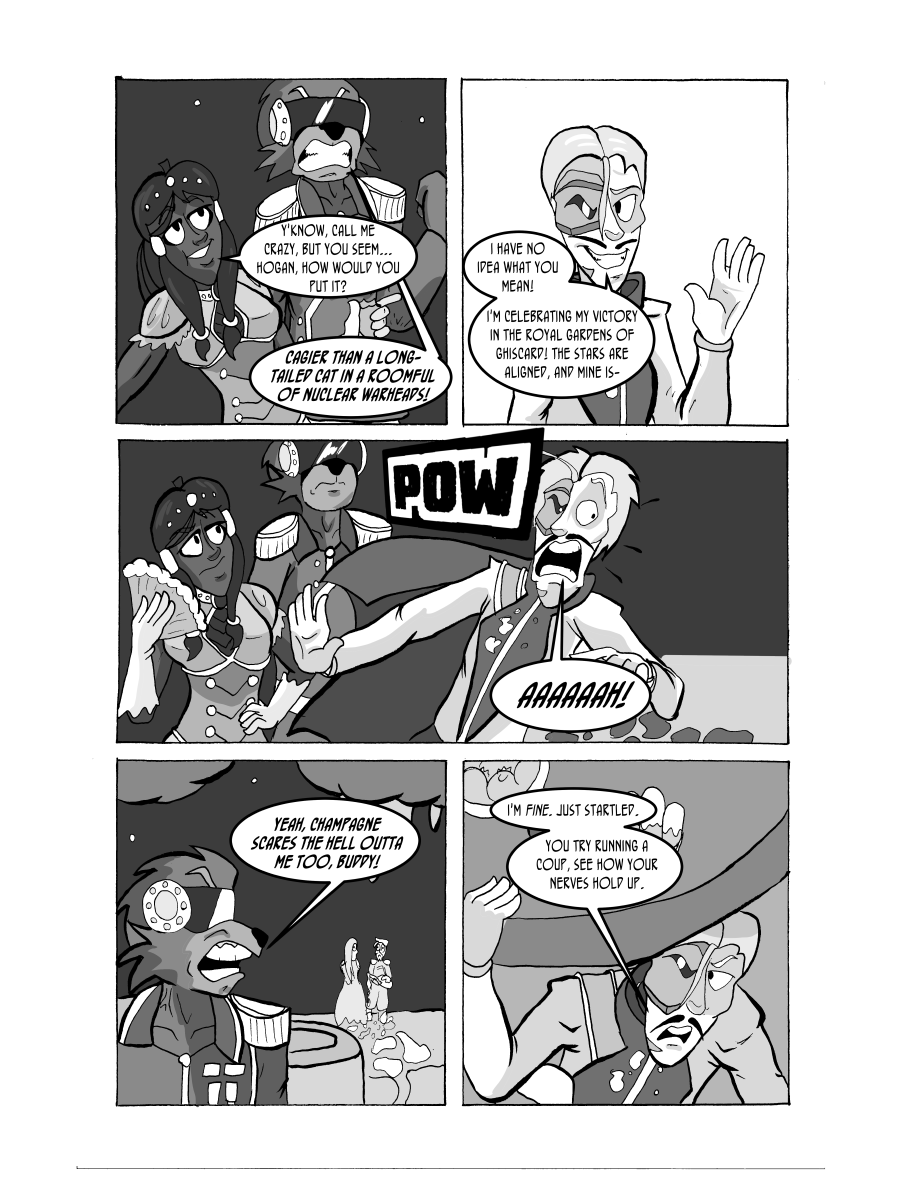 Y'KNOW, CALL ME
CRAZY, BUT YOU SEEM...
HOGAN, HOW WOULD YOU
PUT IT?
CAGIER THAN A LONG-
TAILED CAT IN A ROOMFUL
OF NUCLEAR WARHEADS!
I HAVE NO
IDEA WHAT YOU
MEAN!
I'M CELEBRATING MY VICTORY
IN THE ROYAL GARDENS OF
GHISCARD! THE STARS ARE
ALIGNED, AND MINE IS-
POW
AAAAAAH!
YEAH, CHAMPAGNE
SCARES THE HELL OUTTA
ME TOO, BUDDY!
I'M FINE. JUST STARTLED.
YOU TRY RUNNING A
COUP, SEE HOW YOUR
NERVES HOLD UP.